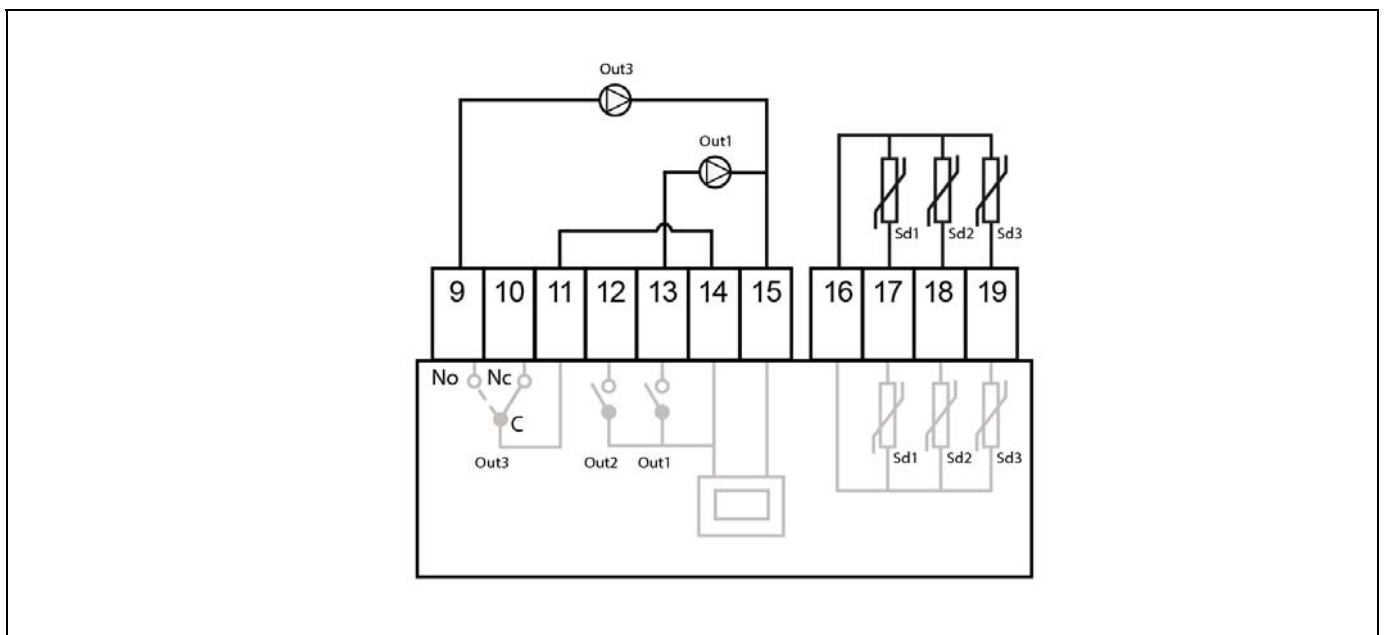 Out3
Out1
Sd1 Sd2 Sd3
9 10 11 12 13 14 15 16 17 18 19
No Nc
C
Out3 Out2 Out1 Sd1 Sd2 Sd3